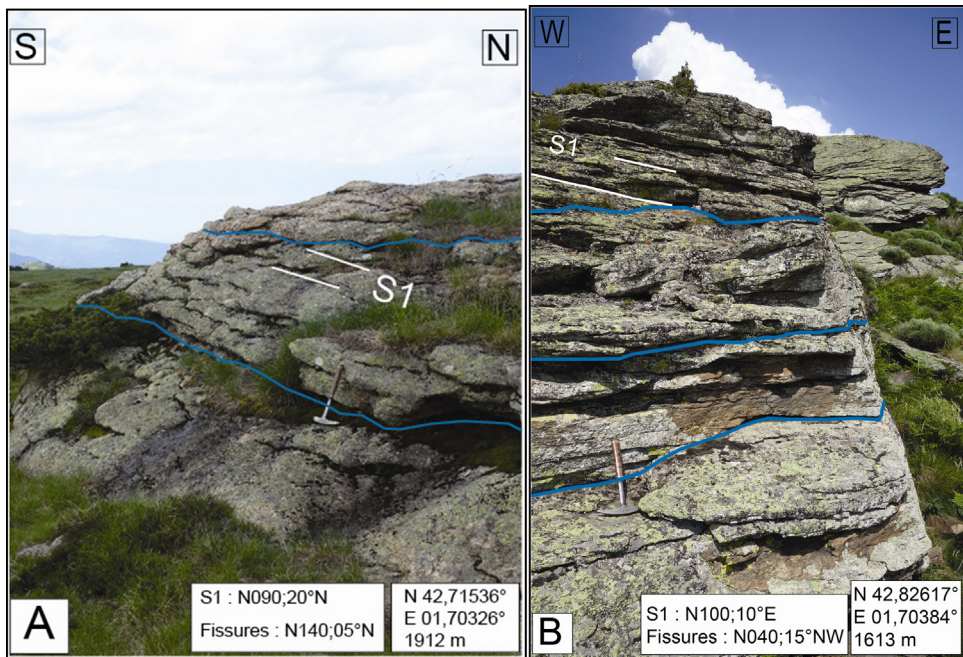 S
N
S1
S1 : N090;20°N
Fissures : N140;05°N
N 42,71536°
E 01,70326°
1912 m
A
W
E
S1
S1 : N100;10°E
Fissures : N040;15°NW
N 42,82617°
E 01,70384°
1613 m
B